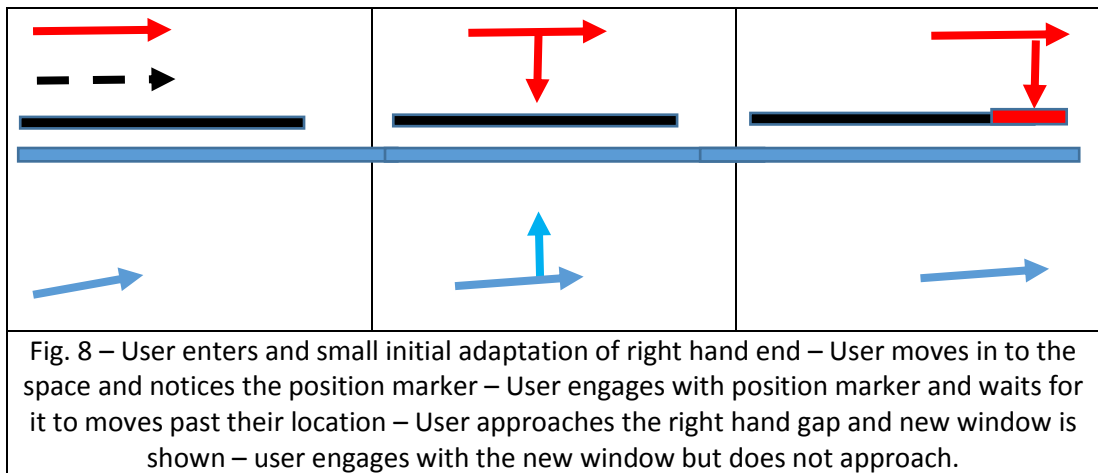 Fig. 8 – User enters and small initial adaptation of right hand end – User moves in to the
space and notices the position marker – User engages with position marker and waits for
it to moves past their location – User approaches the right hand gap and new window is
shown – user engages with the new window but does not approach.